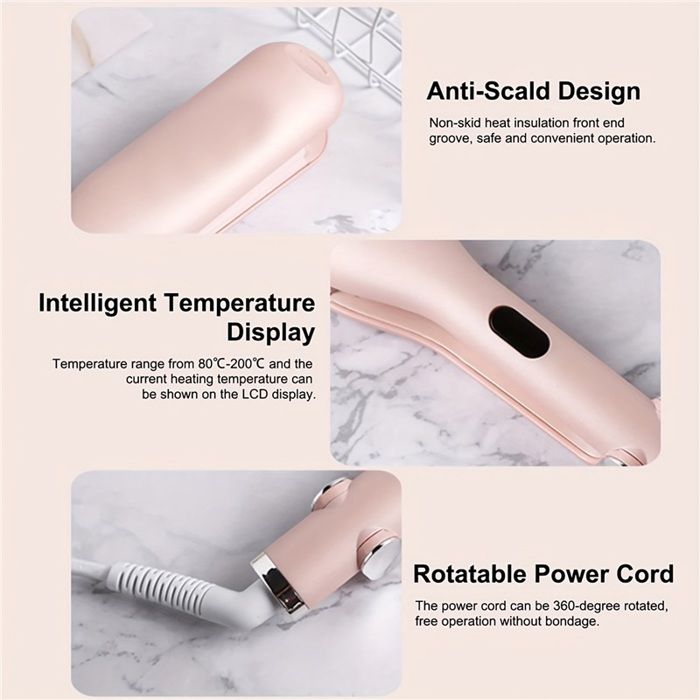 Anti-Scald Design
Non-skid heat insulation front end
groove, safe and convenient operation.
Intelligent Temperature
Display
Temperature range from 80℃-200℃ and the
current heating temperature can
be shown on the LCD display.
Rotatable Power Cord
The power cord can be 360-degree rotated,
free operation without bondage.